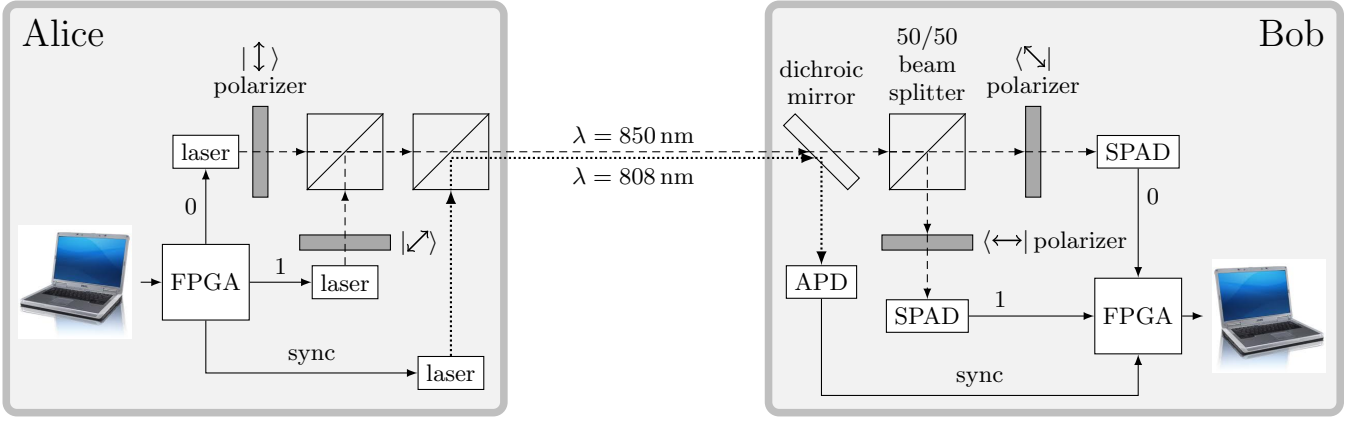 Alice
|↕⟩
polarizer
laser
0
FPGA
1
laser
|⤢⟩
sync
laser
λ = 850 nm
λ = 808 nm
Bob
dichroic
mirror
50/50
beam
splitter
⟨⤡|
polarizer
SPAD
0
⟨↔| polarizer
APD
SPAD
1
FPGA
sync